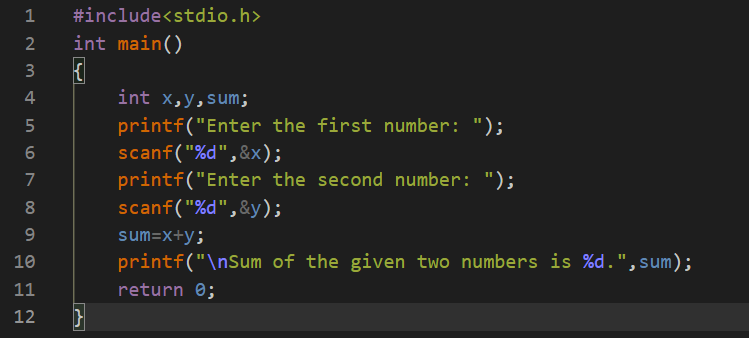 1 #include<stdio.h>
2 int main()
3 {
4 int x,y,sum;
5 printf("Enter the first number: ");
6 scanf("%d",&x);
7 printf("Enter the second number: ");
8 scanf("%d",&y);
9 sum=x+y;
10 printf("\nSum of the given two numbers is %d.",sum);
11 return 0;
12 }